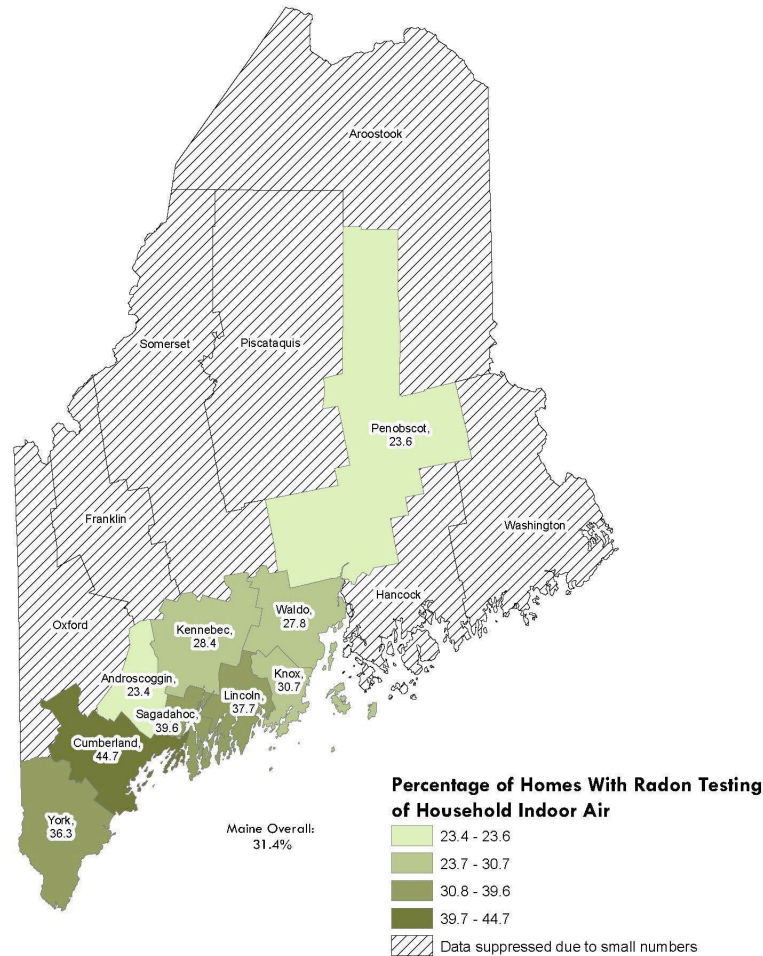 Aroostook
Somerset
Piscataquis
Penobscot,
23.6
Franklin
Washington
Hancock
Oxford
Waldo,
27.8
Kennebec,
28.4
Androscoggin,
23.4
Knox,
30.7
Lincoln,
37.7
Sagadahoc,
39.6
Cumberland,
44.7
York,
36.3
Maine Overall:
31.4%
Percentage of Homes With Radon Testing
of Household Indoor Air
23.4 - 23.6
23.7 - 30.7
30.8 - 39.6
39.7 - 44.7
Data suppressed due to small numbers